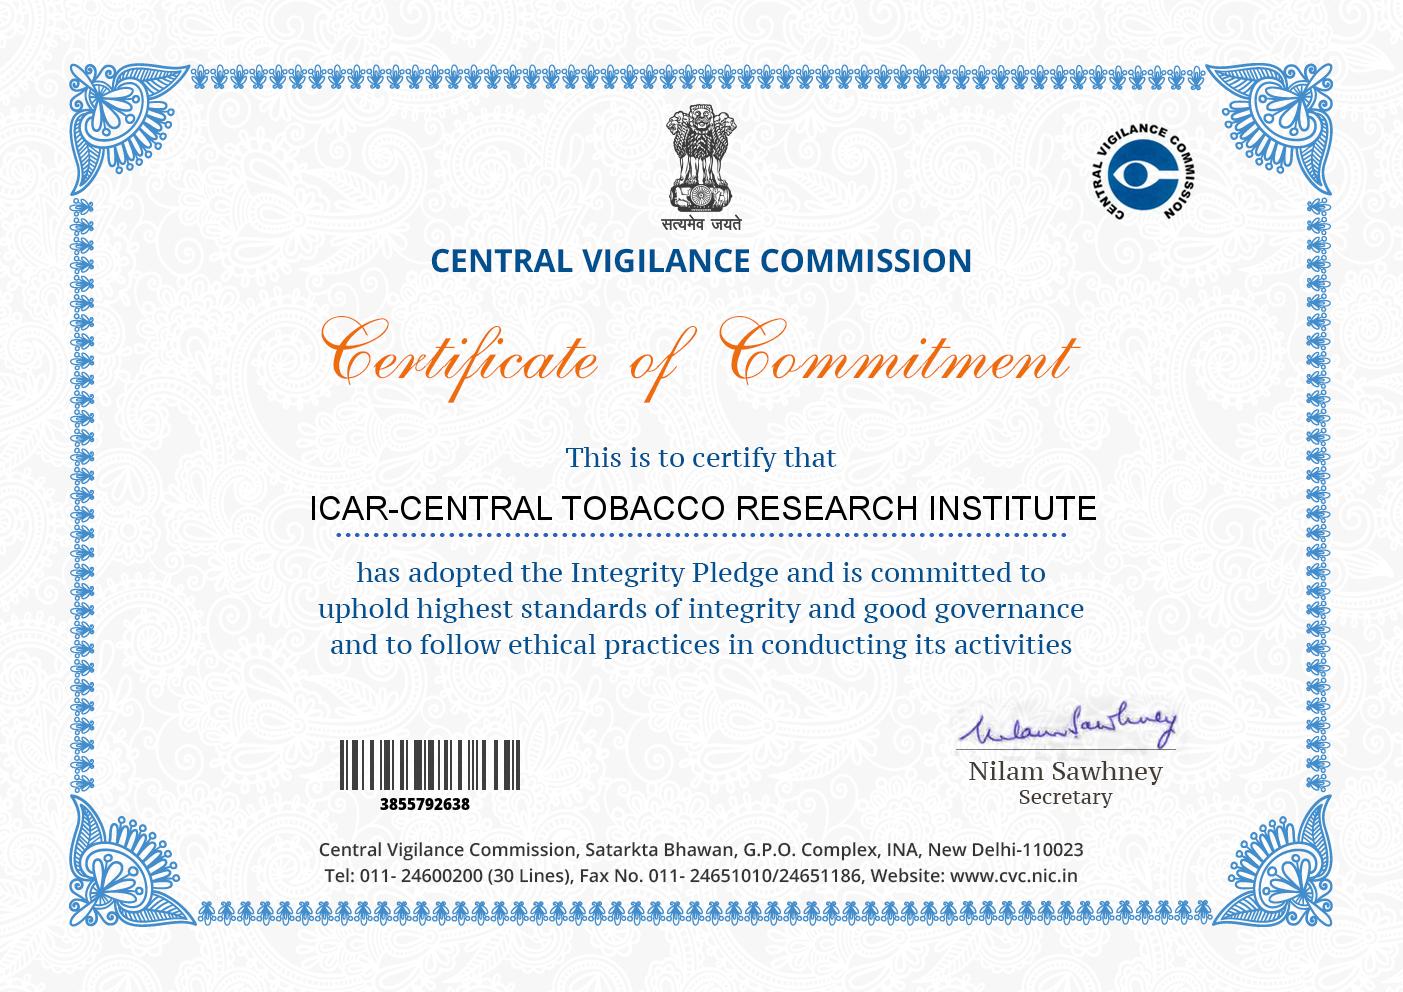 सत्यमेव जयते
CENTRAL VIGILANCE COMMISSION
CENTRAL VIGILANCE COMMISSION
Certificate of Commitment
This is to certify that
ICAR-CENTRAL TOBACCO RESEARCH INSTITUTE
has adopted the Integrity Pledge and is committed to
uphold highest standards of integrity and good governance
and to follow ethical practices in conducting its activities
Nilam Sawhney
Nilam Sawhney
Secretary
3855792638
Central Vigilance Commission, Satarkta Bhawan, G.P.O. Complex, INA, New Delhi-110023
Tel: 011- 24600200 (30 Lines), Fax No. 011- 24651010/24651186, Website: www.cvc.nic.in